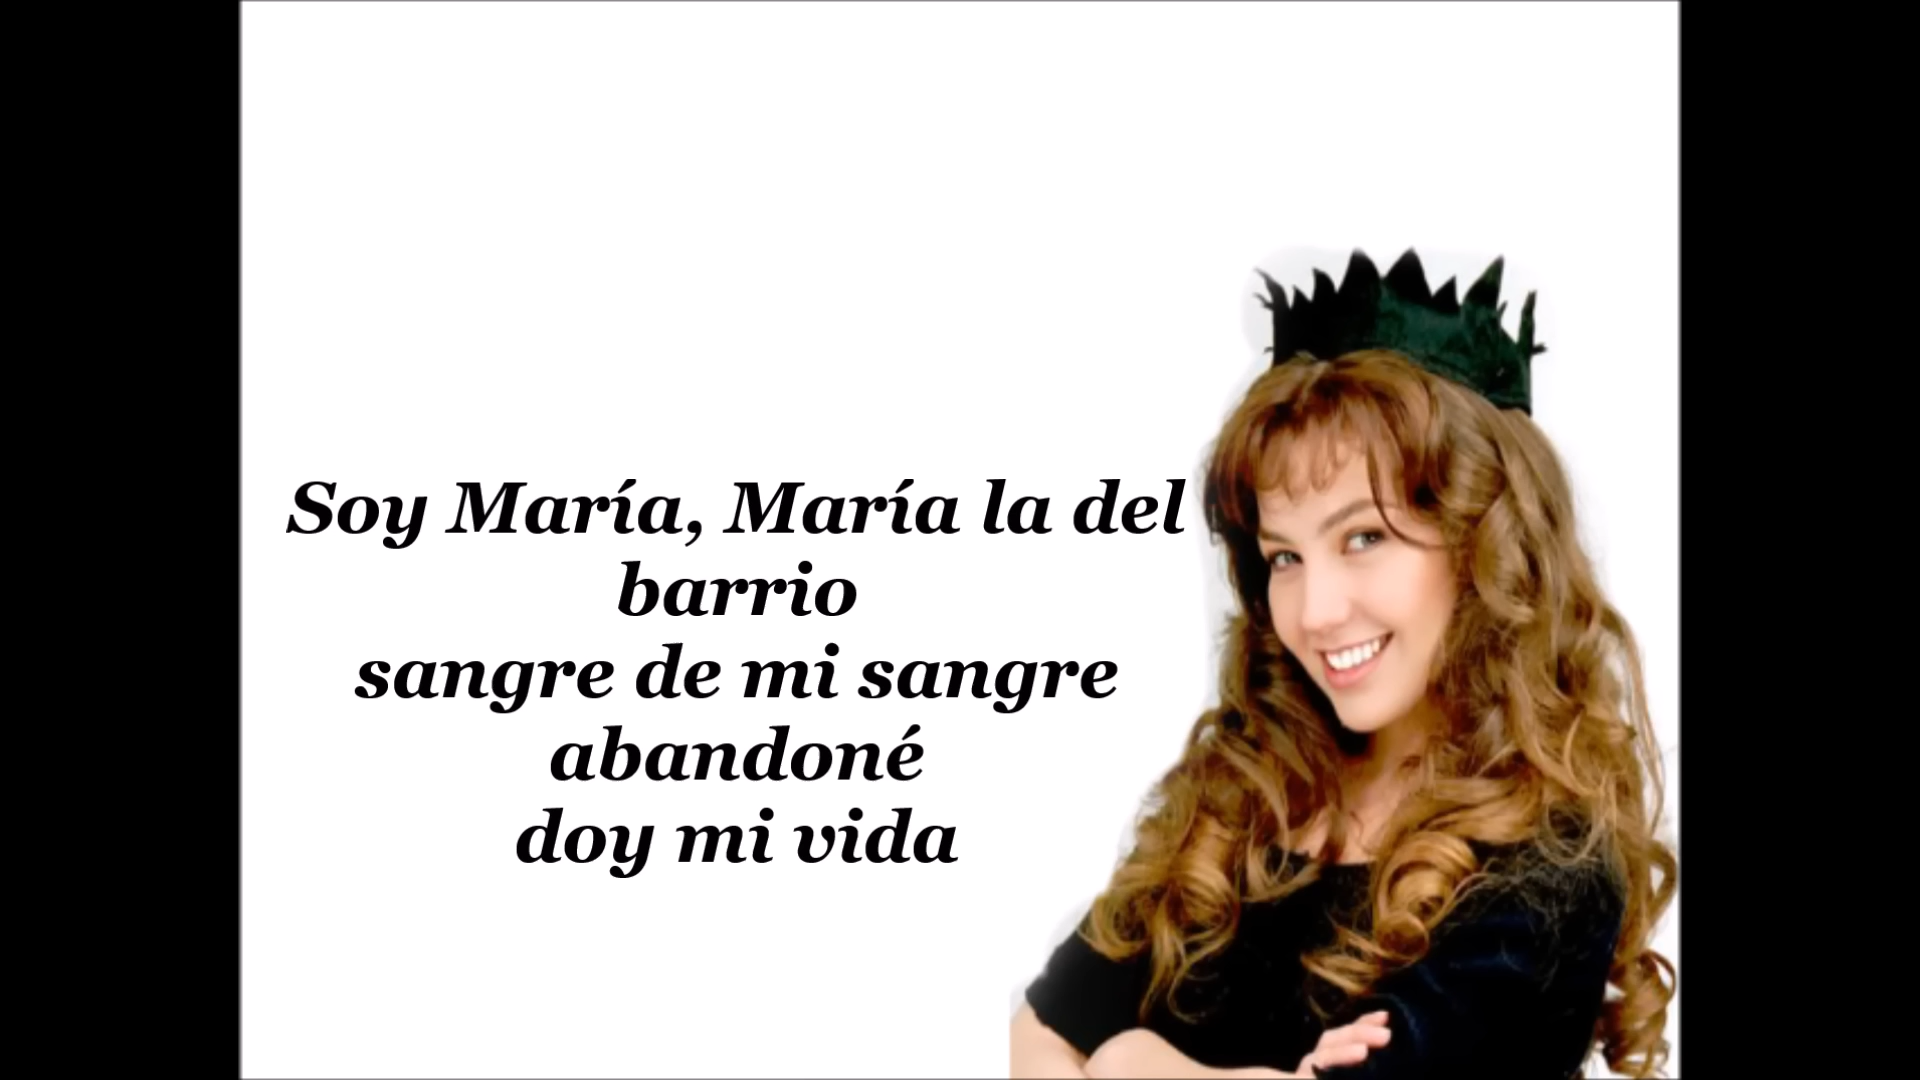 Soy María, María la del
barrio
sangre de mi sangre
abandoné
doy mi vida